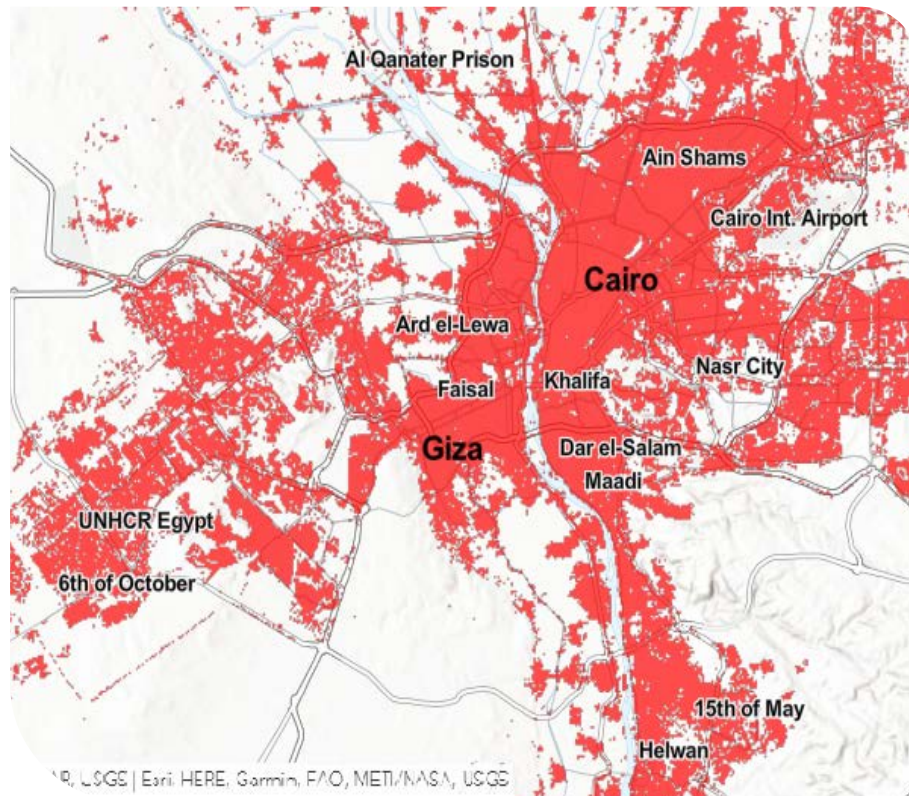 Al Qanater Prison
Ain Shams
Cairo Int. Airport
Cairo
Ard el-Lewa
Nasr City
Khalifa
Faisal
Giza
Dar el-Salam
Maadi
UNHCR Egypt
6th of October
15th of May
Helwan
USGS | Esri, HERE, Garmin, FAO, METI/NASA, USGS